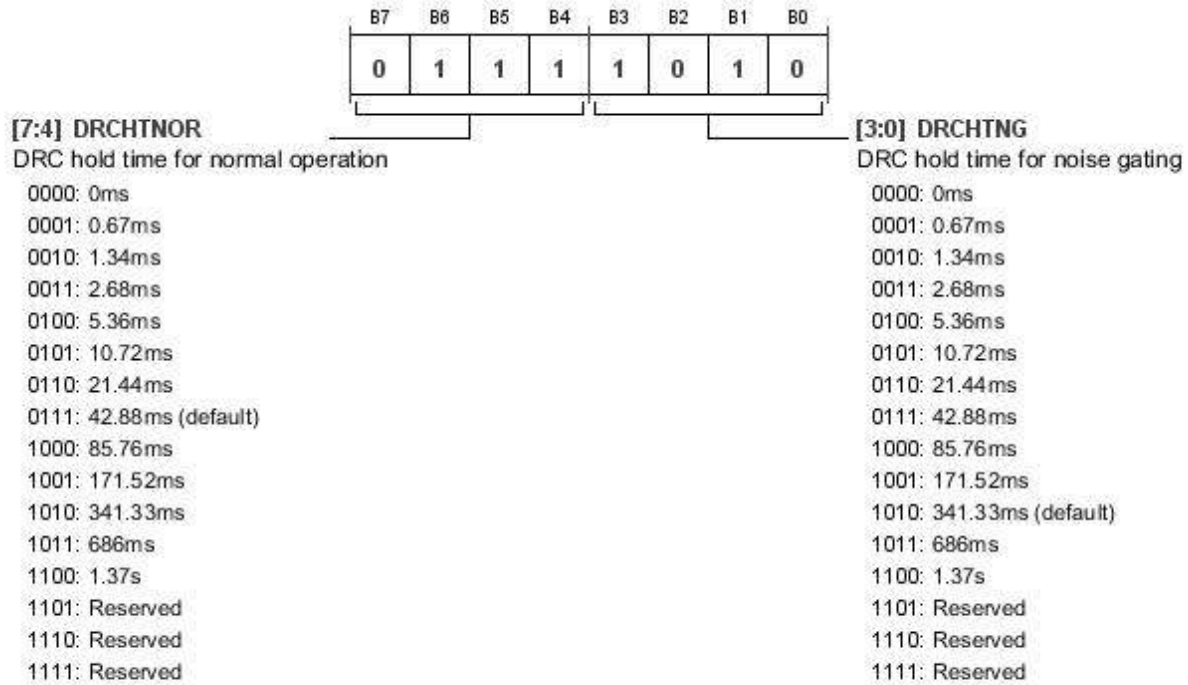 B7 B6 B5 B4 B3 B2 B1 B0
0 1 1 1 1 0 1 0
[7:4] DRCHTNOR
DRC hold time for normal operation
0000: 0ms
0001: 0.67ms
0010: 1.34ms
0011: 2.68ms
0100: 5.36ms
0101: 10.72ms
0110: 21.44ms
0111: 42.88ms (default)
1000: 85.76ms
1001: 171.52ms
1010: 341.33ms
1011: 686ms
1100: 1.37s
1101: Reserved
1110: Reserved
1111: Reserved
[3:0] DRCHTNG
DRC hold time for noise gating
0000: 0ms
0001: 0.67ms
0010: 1.34ms
0011: 2.68ms
0100: 5.36ms
0101: 10.72ms
0110: 21.44ms
0111: 42.88ms
1000: 85.76ms
1001: 171.52ms
1010: 341.33ms (default)
1011: 686ms
1100: 1.37s
1101: Reserved
1110: Reserved
1111: Reserved